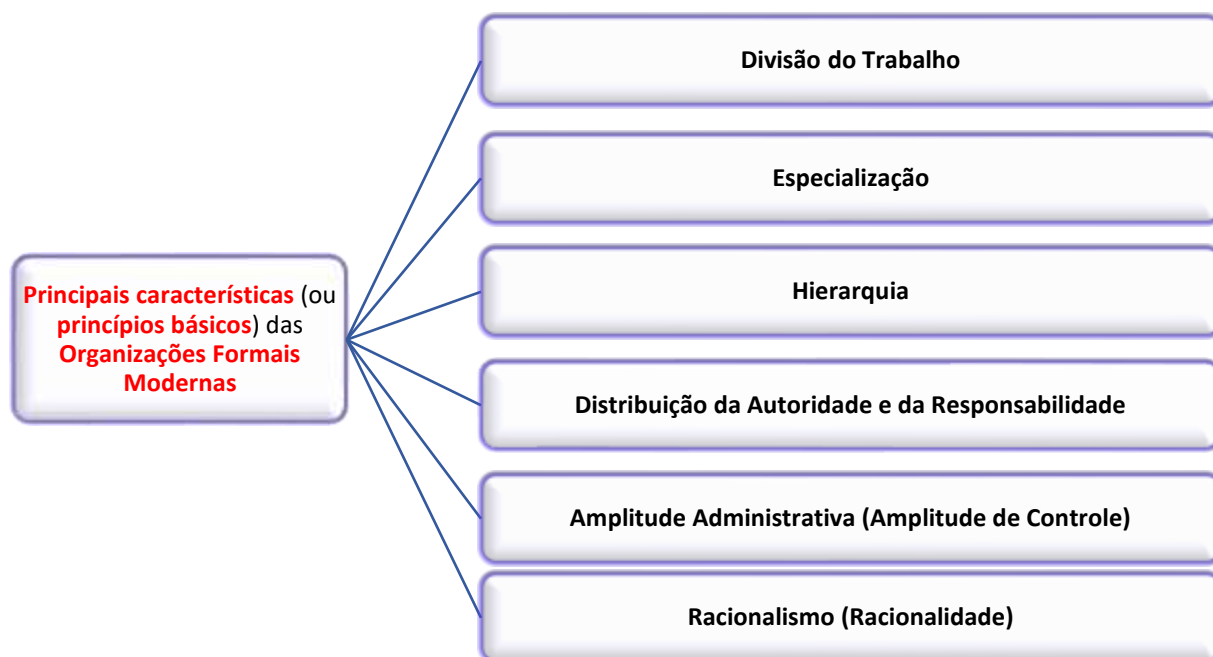 Divisão do Trabalho
Especialização
Hierarquia
Principais características (ou
princípios básicos) das
Organizações Formais
Modernas
Distribuição da Autoridade e da Responsabilidade
Amplitude Administrativa (Amplitude de Controle)
Racionalismo (Racionalidade)